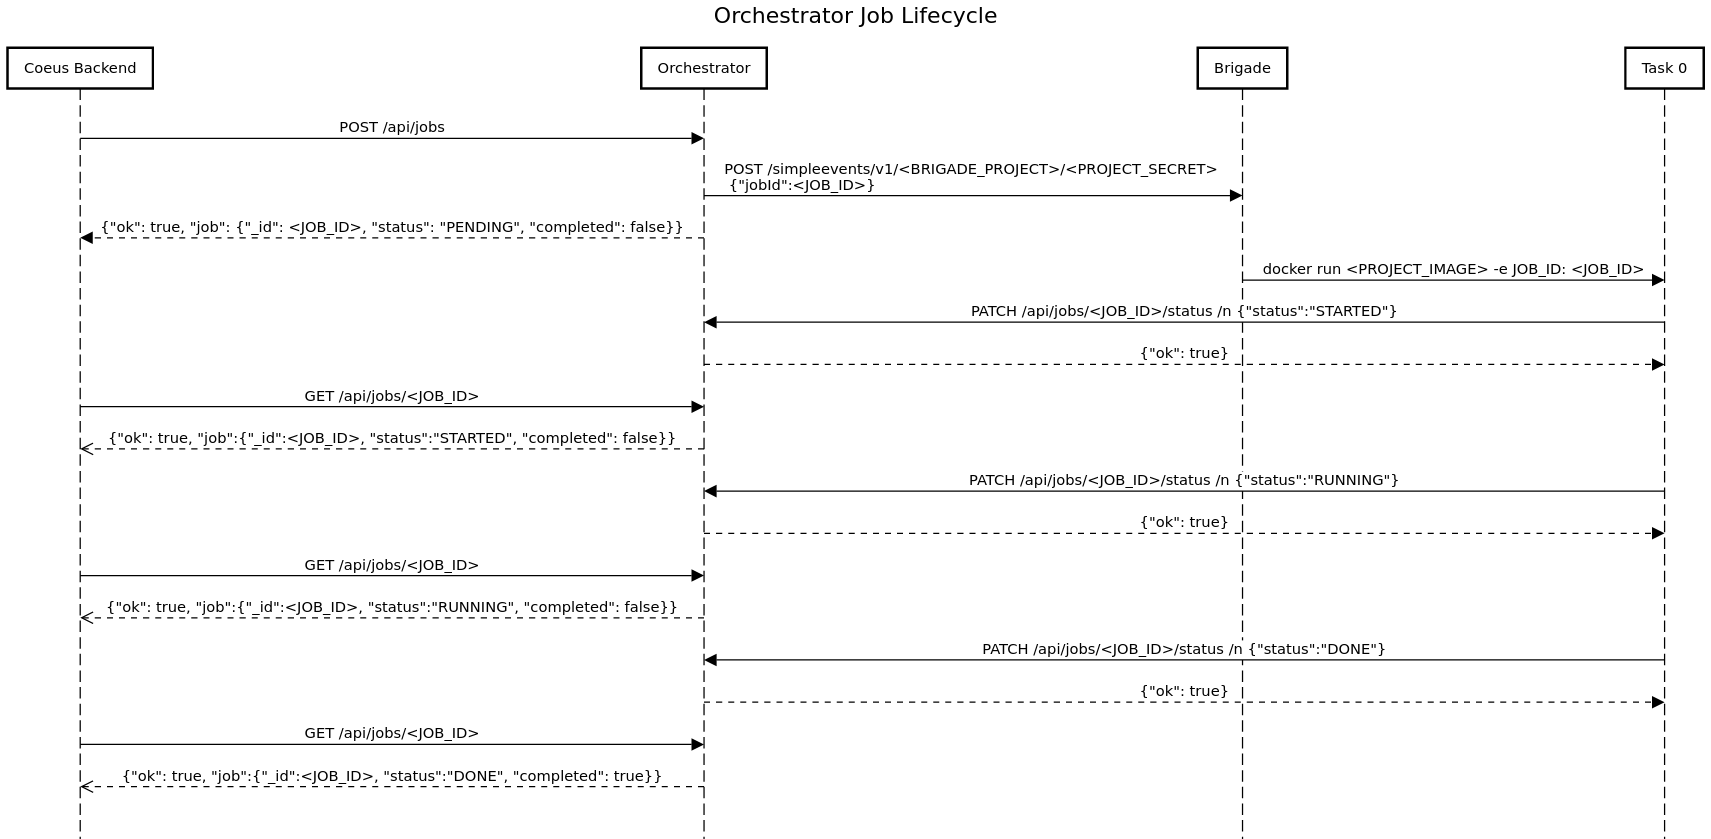 Orchestrator Job Lifecycle
Coeus Backend
Orchestrator
Brigade
Task 0
POST /api/jobs
POST /simpleevents/v1/<BRIGADE_PROJECT>/<PROJECT_SECRET>
{"jobId":<JOB_ID>}
{"ok": true, "job": {"_id": <JOB_ID>, "status": "PENDING", "completed": false}}
docker run <PROJECT_IMAGE> -e JOB_ID: <JOB_ID>
PATCH /api/jobs/<JOB_ID>/status /n {"status":"STARTED"}
{"ok": true}
GET /api/jobs/<JOB_ID>
{"ok": true, "job":{"_id":<JOB_ID>, "status":"STARTED", "completed": false}}
PATCH /api/jobs/<JOB_ID>/status /n {"status":"RUNNING"}
{"ok": true}
GET /api/jobs/<JOB_ID>
{"ok": true, "job":{"_id":<JOB_ID>, "status":"RUNNING", "completed": false}}
PATCH /api/jobs/<JOB_ID>/status /n {"status":"DONE"}
{"ok": true}
GET /api/jobs/<JOB_ID>
{"ok": true, "job":{"_id":<JOB_ID>, "status":"DONE", "completed": true}}